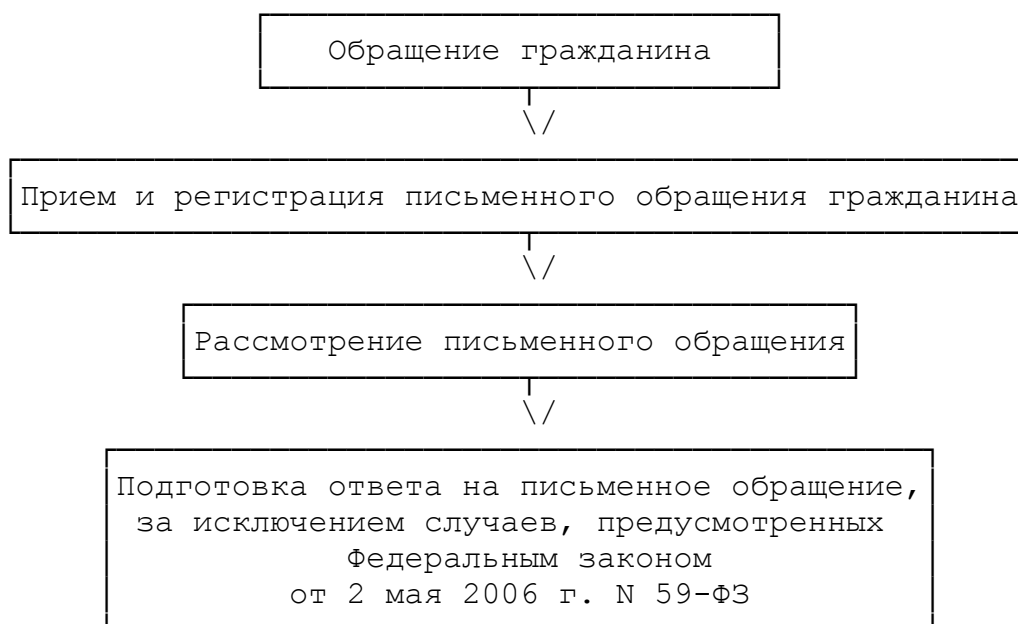 Обращение гражданина
\/
Прием и регистрация письменного обращения гражданина
\/
Рассмотрение письменного обращения
\/
Подготовка ответа на письменное обращение,
за исключением случаев, предусмотренных
Федеральным законом
от 2 мая 2006 г. N 59-ФЗ